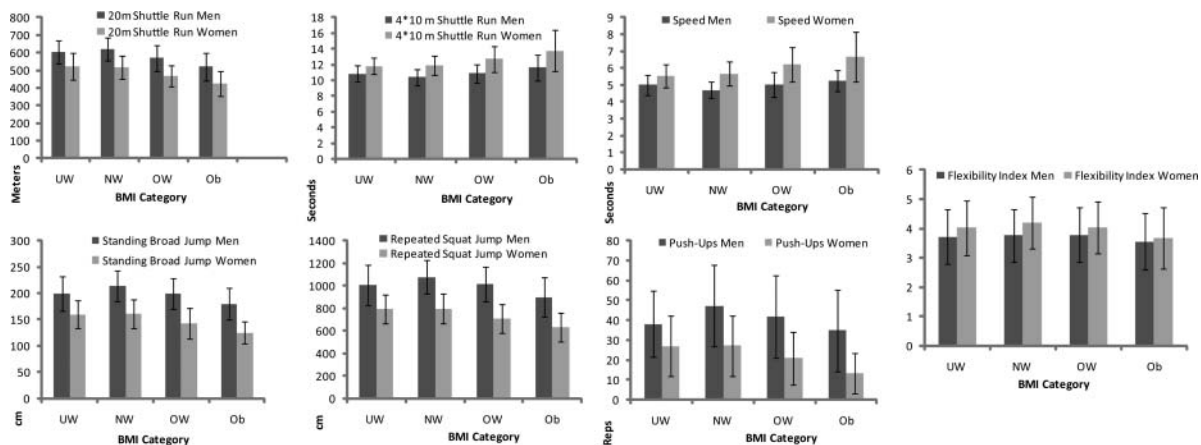 800
700
600
500
400
300
200
100
0
20m Shuttle Run Men
20m Shuttle Run Women
UW NW OW Ob
Meters
BMI Category
18
16
14
12
10
8
6
4
2
0
4*10 m Shuttle Run Men
4*10 m Shuttle Run Women
UW NW OW Ob
Seconds
BMI Category
9
8
7
6
5
4
3
2
1
0
Speed Men Speed Women
UW NW OW Ob
Seconds
BMI Category
300
250
200
150
100
50
0
Standing Broad Jump Men
Standing Broad Jump Women
UW NW OW Ob
cm
BMI Category
1400
1200
1000
800
600
400
200
0
Repeated Squat Jump Men
Repeated Squat Jump Women
UW NW OW Ob
cm
BMI Category
80
70
60
50
40
30
20
10
0
Push-Ups Men Push-Ups Women
UW NW OW Ob
Reps
BMI Category
6
5
4
3
2
1
0
Flexibility Index Men Flexibility Index Women
UW NW OW Ob
BMI Category